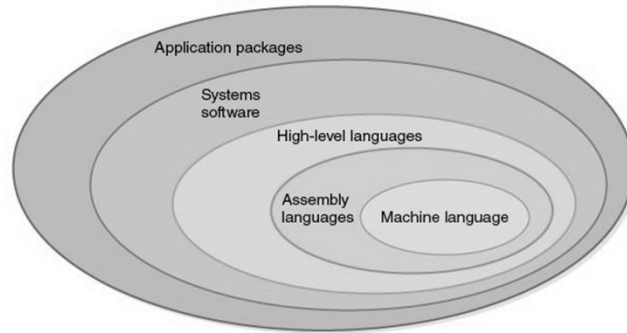 Application packages
Systems
software
High-level languages
Assembly
languages
Machine language